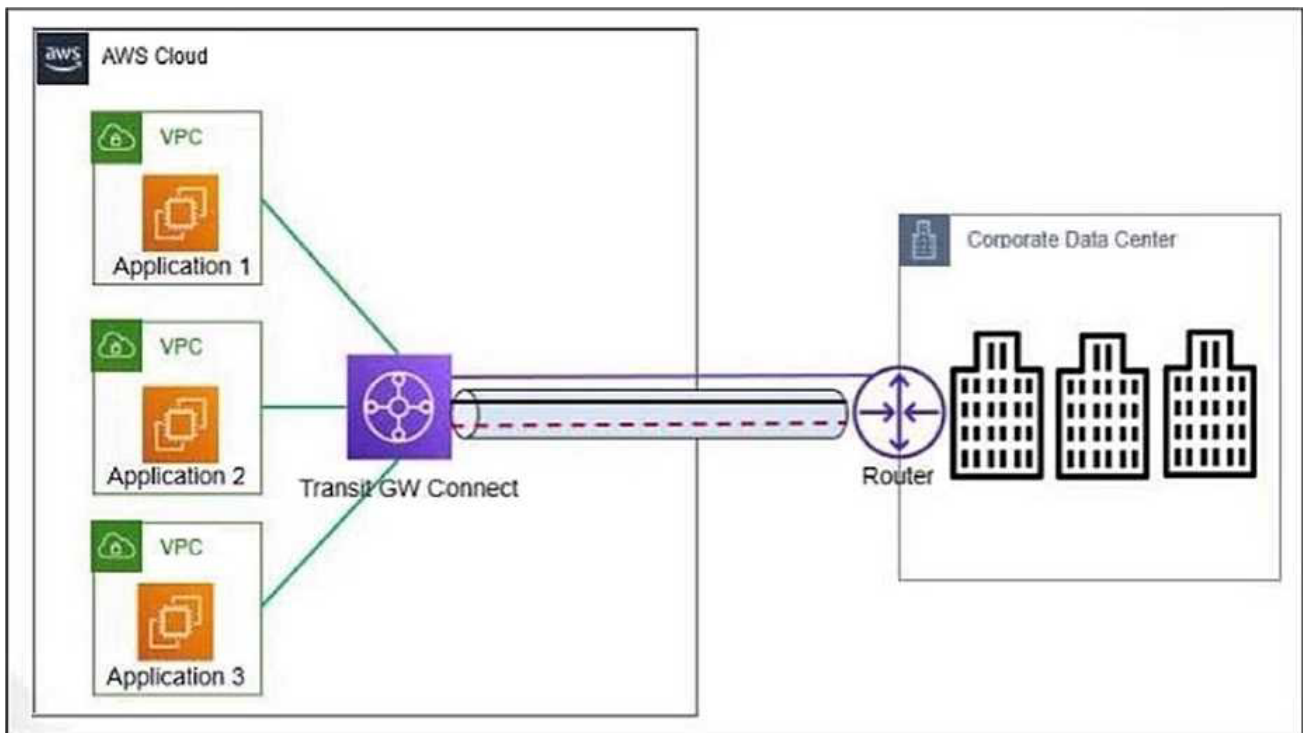 aws
AWS Cloud
VPC
Application 1
VPC
Application 2
VPC
Application 3
Transit GW Connect
Router
Corporate Data Center